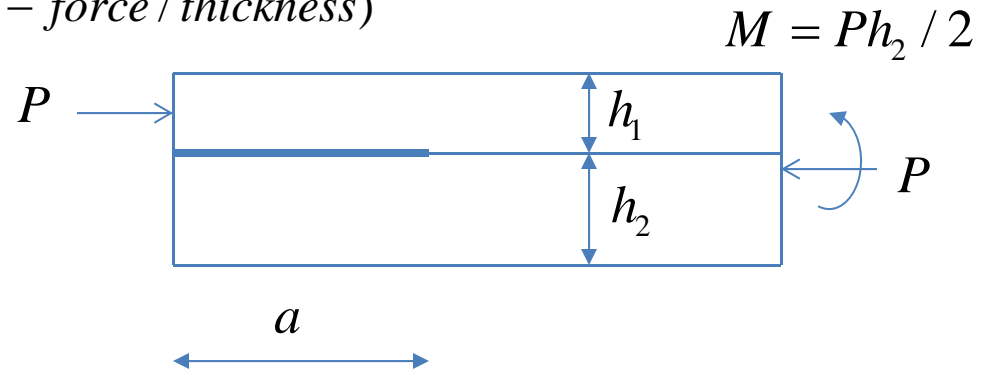 – force / thickness)
M = Ph₂ / 2
P
h₁
P
h₂
a